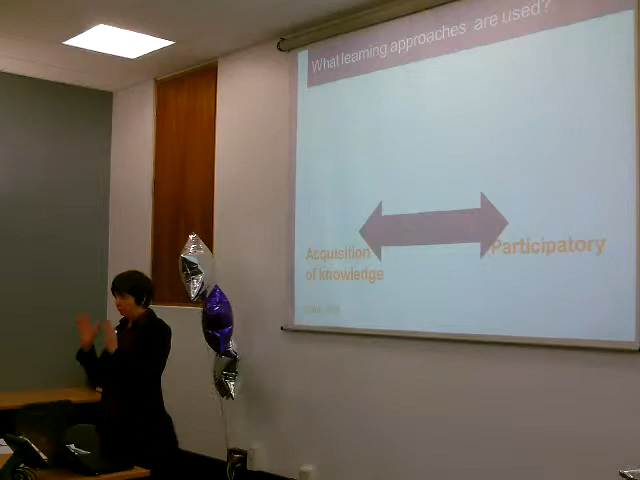 What learning approaches are used?
Acquisition
of knowledge
Participatory